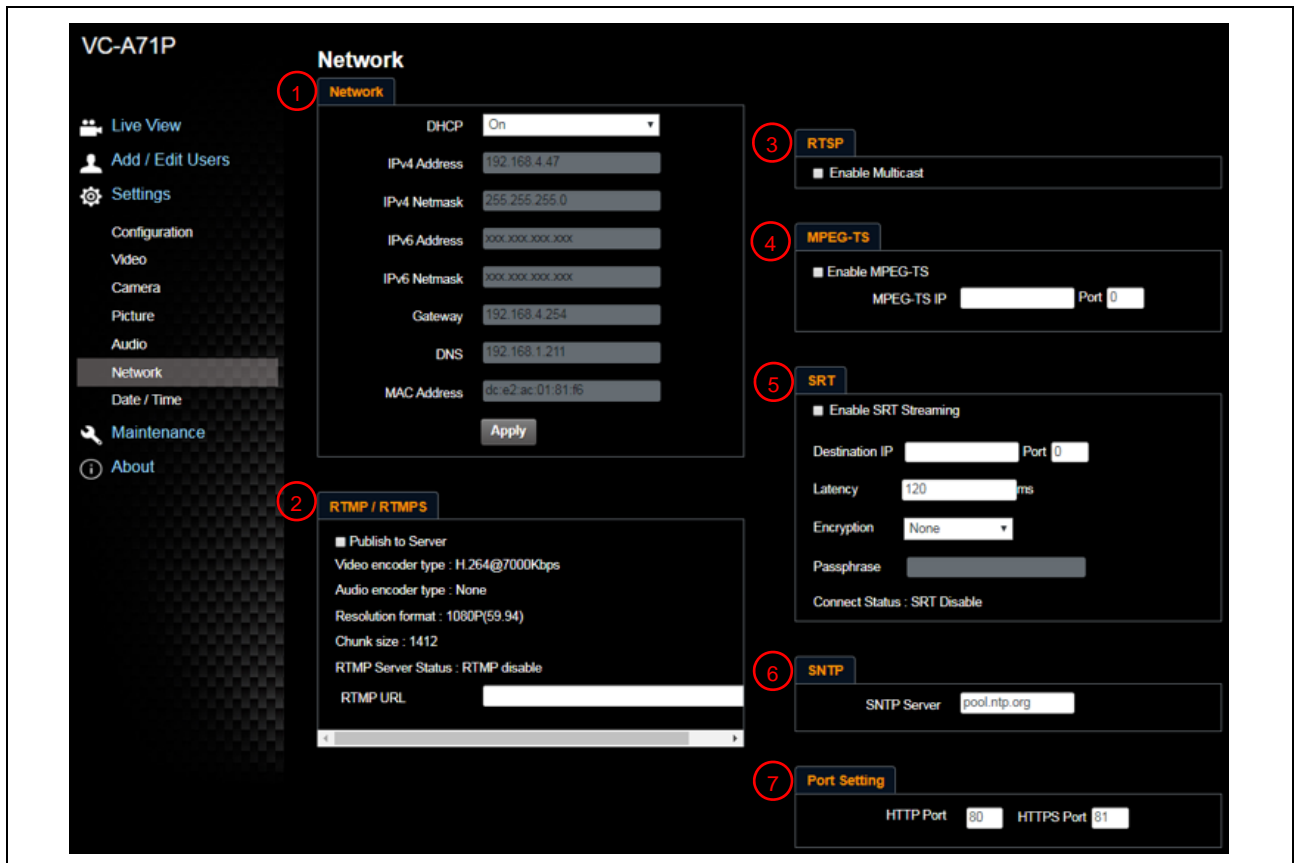 VC-A71P
Live View
Add / Edit Users
Settings
Configuration
Video
Camera
Picture
Audio
Network
Date / Time
Maintenance
About
Network
1
Network
DHCP On
IPv4 Address 192.168.4.47
IPv4 Netmask 255.255.255.0
IPv6 Address xxx.xxx.xxx.xxx
IPv6 Netmask xxx.xxx.xxx.xxx
Gateway 192.168.4.254
DNS 192.168.1.211
MAC Address dc:e2:ac:01:81:f6
Apply
2
RTMP / RTMPS
Publish to Server
Video encoder type : H.264@7000Kbps
Audio encoder type : None
Resolution format : 1080P(59.94)
Chunk size : 1412
RTMP Server Status : RTMP disable
RTMP URL
3
RTSP
Enable Multicast
4
MPEG-TS
Enable MPEG-TS
MPEG-TS IP Port 0
5
SRT
Enable SRT Streaming
Destination IP Port 0
Latency 120 ms
Encryption None
Passphrase
Connect Status : SRT Disable
6
SNTP
SNTP Server pool.ntp.org
7
Port Setting
HTTP Port 80 HTTPS Port 81